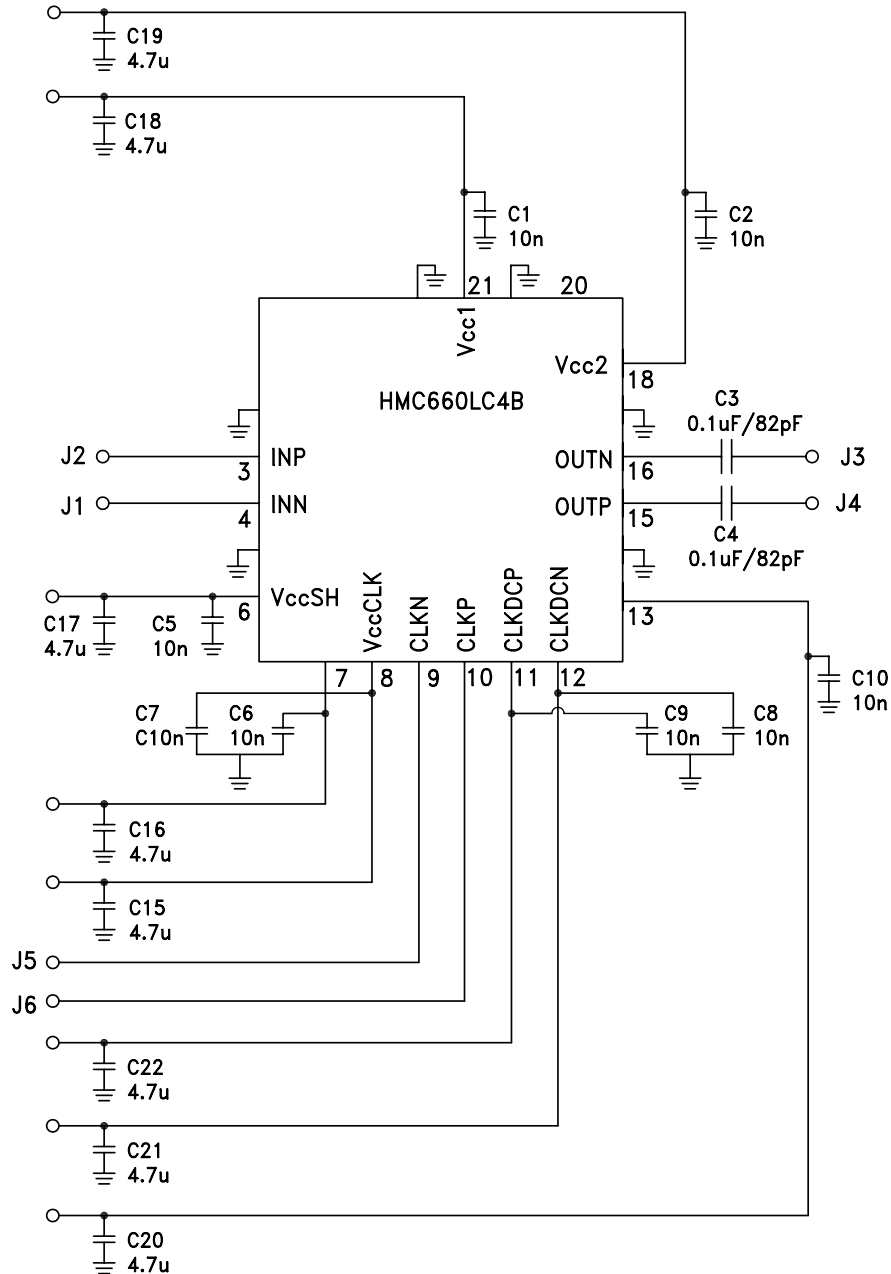 C19
4.7u
C18
4.7u
C1
10n
C2
10n
21
20
Vcc1
Vcc2
18
HMC660LC4B
C3
0.1uF/82pF
J2
3
INP
OUTN
16
J3
J1
4
INN
OUTP
15
J4
C4
0.1uF/82pF
VccSH
6
C17
4.7u
C5
10n
VccCLK
CLKN
CLKP
CLKDCP
CLKDCN
13
7
8
9
10
11
12
C10
10n
C7
C10n
C6
10n
C9
10n
C8
10n
C16
4.7u
C15
4.7u
J5
J6
C22
4.7u
C21
4.7u
C20
4.7u